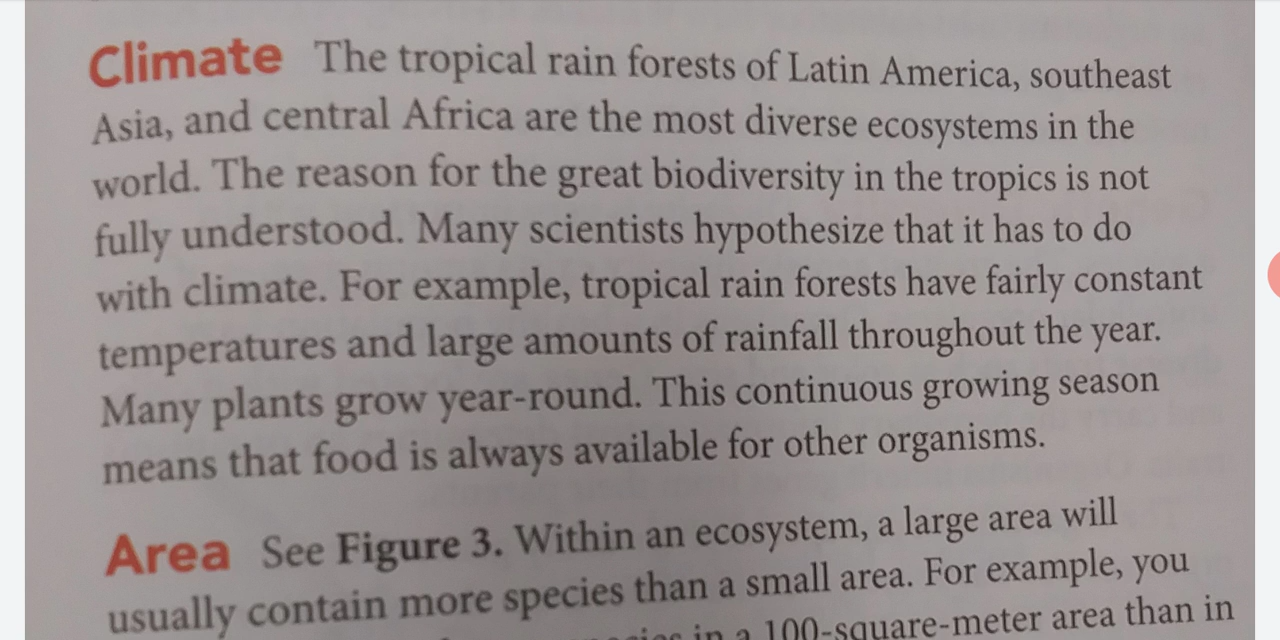 Climate The tropical rain forests of Latin America, southeast
Asia, and central Africa are the most diverse ecosystems in the
world. The reason for the great biodiversity in the tropics is not
fully understood. Many scientists hypothesize that it has to do
with climate. For example, tropical rain forests have fairly constant
temperatures and large amounts of rainfall throughout the year.
Many plants grow year-round. This continuous growing season
means that food is always available for other organisms.
Area See Figure 3. Within an ecosystem, a large area will
usually contain more species than a small area. For example, you
in a 100-square-meter area than in